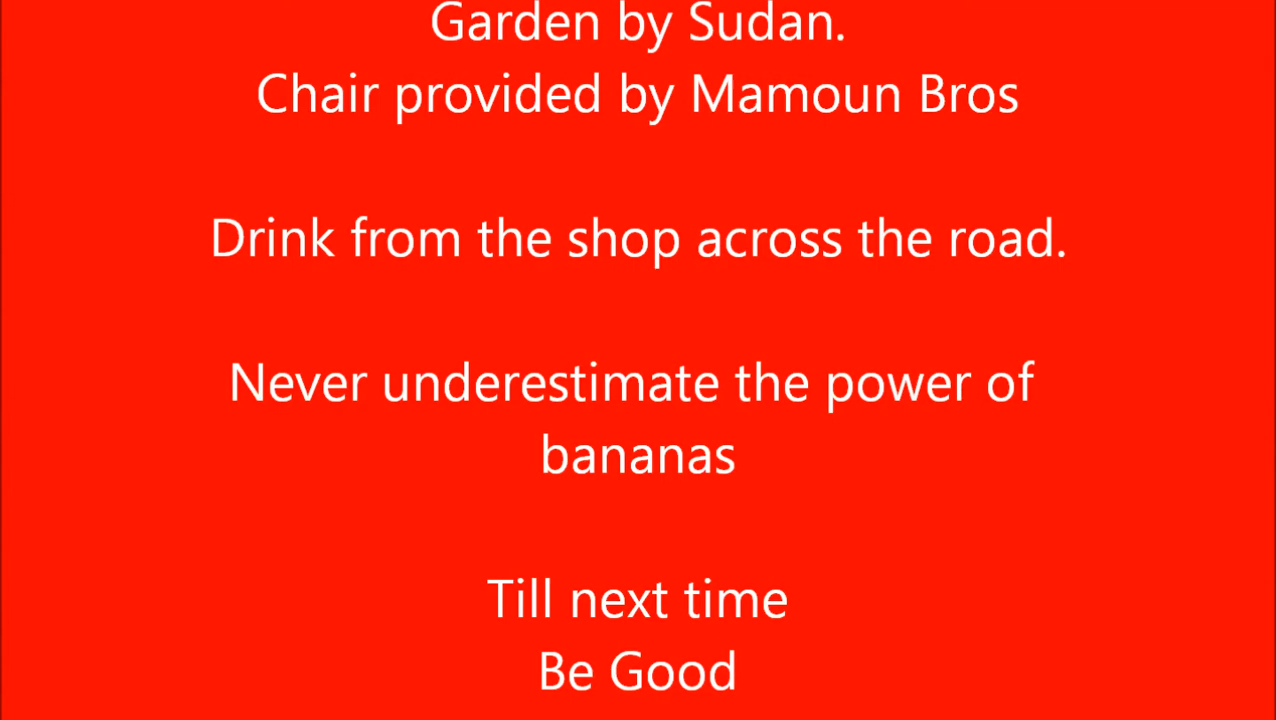 Garden by Sudan.
Chair provided by Mamoun Bros
Drink from the shop across the road.
Never underestimate the power of
bananas
Till next time
Be Good